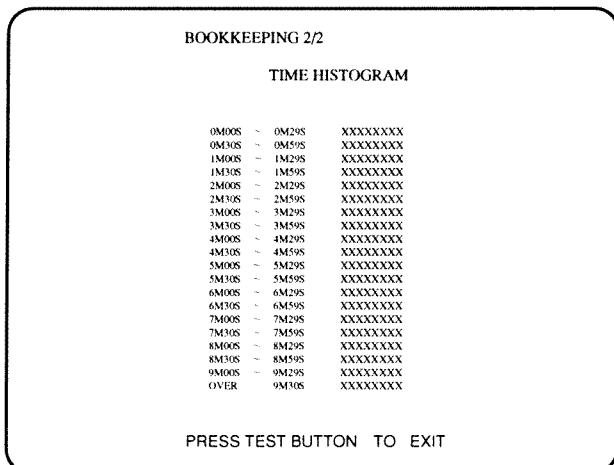 BOOKKEEPING 2/2
TIME HISTOGRAM
0M00S ~ 0M29S XXXXXXXX
0M30S ~ 0M59S XXXXXXXX
1M00S ~ 1M29S XXXXXXXX
1M30S ~ 1M59S XXXXXXXX
2M00S ~ 2M29S XXXXXXXX
2M30S ~ 2M59S XXXXXXXX
3M00S ~ 3M29S XXXXXXXX
3M30S ~ 3M59S XXXXXXXX
4M00S ~ 4M29S XXXXXXXX
4M30S ~ 4M59S XXXXXXXX
5M00S ~ 5M29S XXXXXXXX
5M30S ~ 5M59S XXXXXXXX
6M00S ~ 6M29S XXXXXXXX
6M30S ~ 6M59S XXXXXXXX
7M00S ~ 7M29S XXXXXXXX
7M30S ~ 7M59S XXXXXXXX
8M00S ~ 8M29S XXXXXXXX
8M30S ~ 8M59S XXXXXXXX
9M00S ~ 9M29S XXXXXXXX
OVER 9M30S XXXXXXXX
PRESS TEST BUTTON TO EXIT